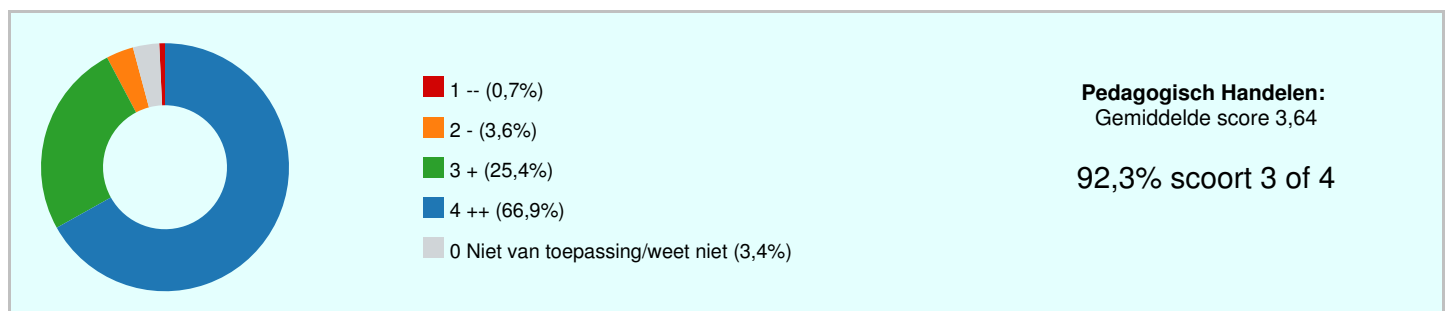 1 -- (0,7%)
2 - (3,6%)
3 + (25,4%)
4 ++ (66,9%)
0 Niet van toepassing/weet niet (3,4%)
Pedagogisch Handelen:
Gemiddelde score 3,64
92,3% scoort 3 of 4